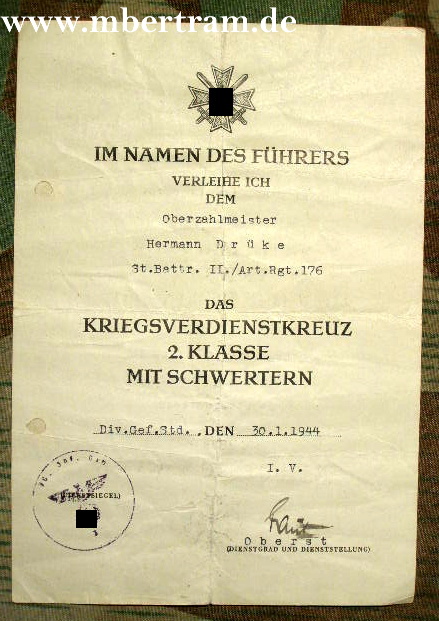 www.mbertram.de
IM NAMEN DES FÜHRERS
VERLEIHE ICH
DEM
Oberzahlmeister
Hermann Drüke
St.Battr. II./Art.Rgt.176
DAS
KRIEGSVERDIENSTKREUZ
2. KLASSE
MIT SCHWERTERN
Div.Gef.Std. , DEN 30.1.1944
(DIENSTSIEGEL)
I. V.
Oberst
(DIENSTGRAD UND DIENSTSTELLUNG)